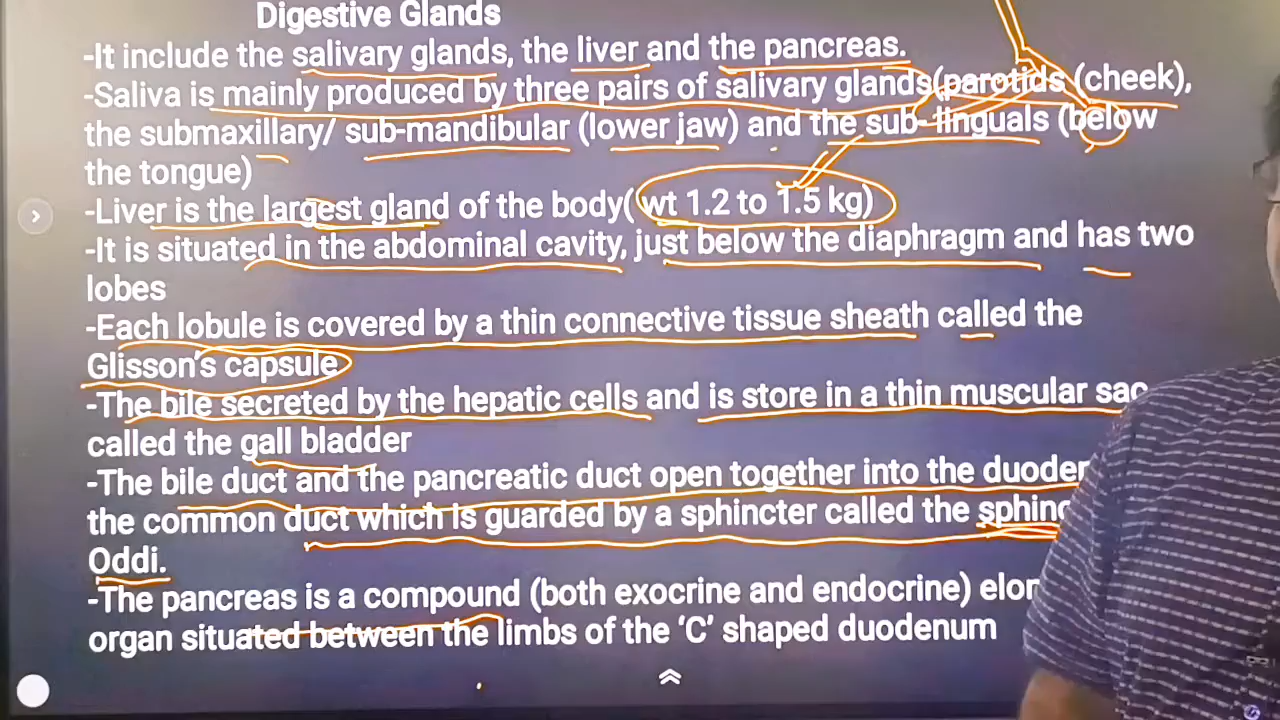 Digestive Glands
-It include the salivary glands, the liver and the pancreas.
-Saliva is mainly produced by three pairs of salivary glands(parotids (cheek),
the submaxillary/ sub-mandibular (lower jaw) and the sub-linguals (below
the tongue)
-Liver is the largest gland of the body( wt 1.2 to 1.5 kg)
-It is situated in the abdominal cavity, just below the diaphragm and has two
lobes
-Each lobule is covered by a thin connective tissue sheath called the
Glisson's capsule
-The bile secreted by the hepatic cells and is store in a thin muscular sac
called the gall bladder
-The bile duct and the pancreatic duct open together into the
the common duct which is guarded by a sphincter called the
Oddi.
-The pancreas is a compound (both exocrine and endocrine)
organ situated between the limbs of the 'C' shaped duodenum